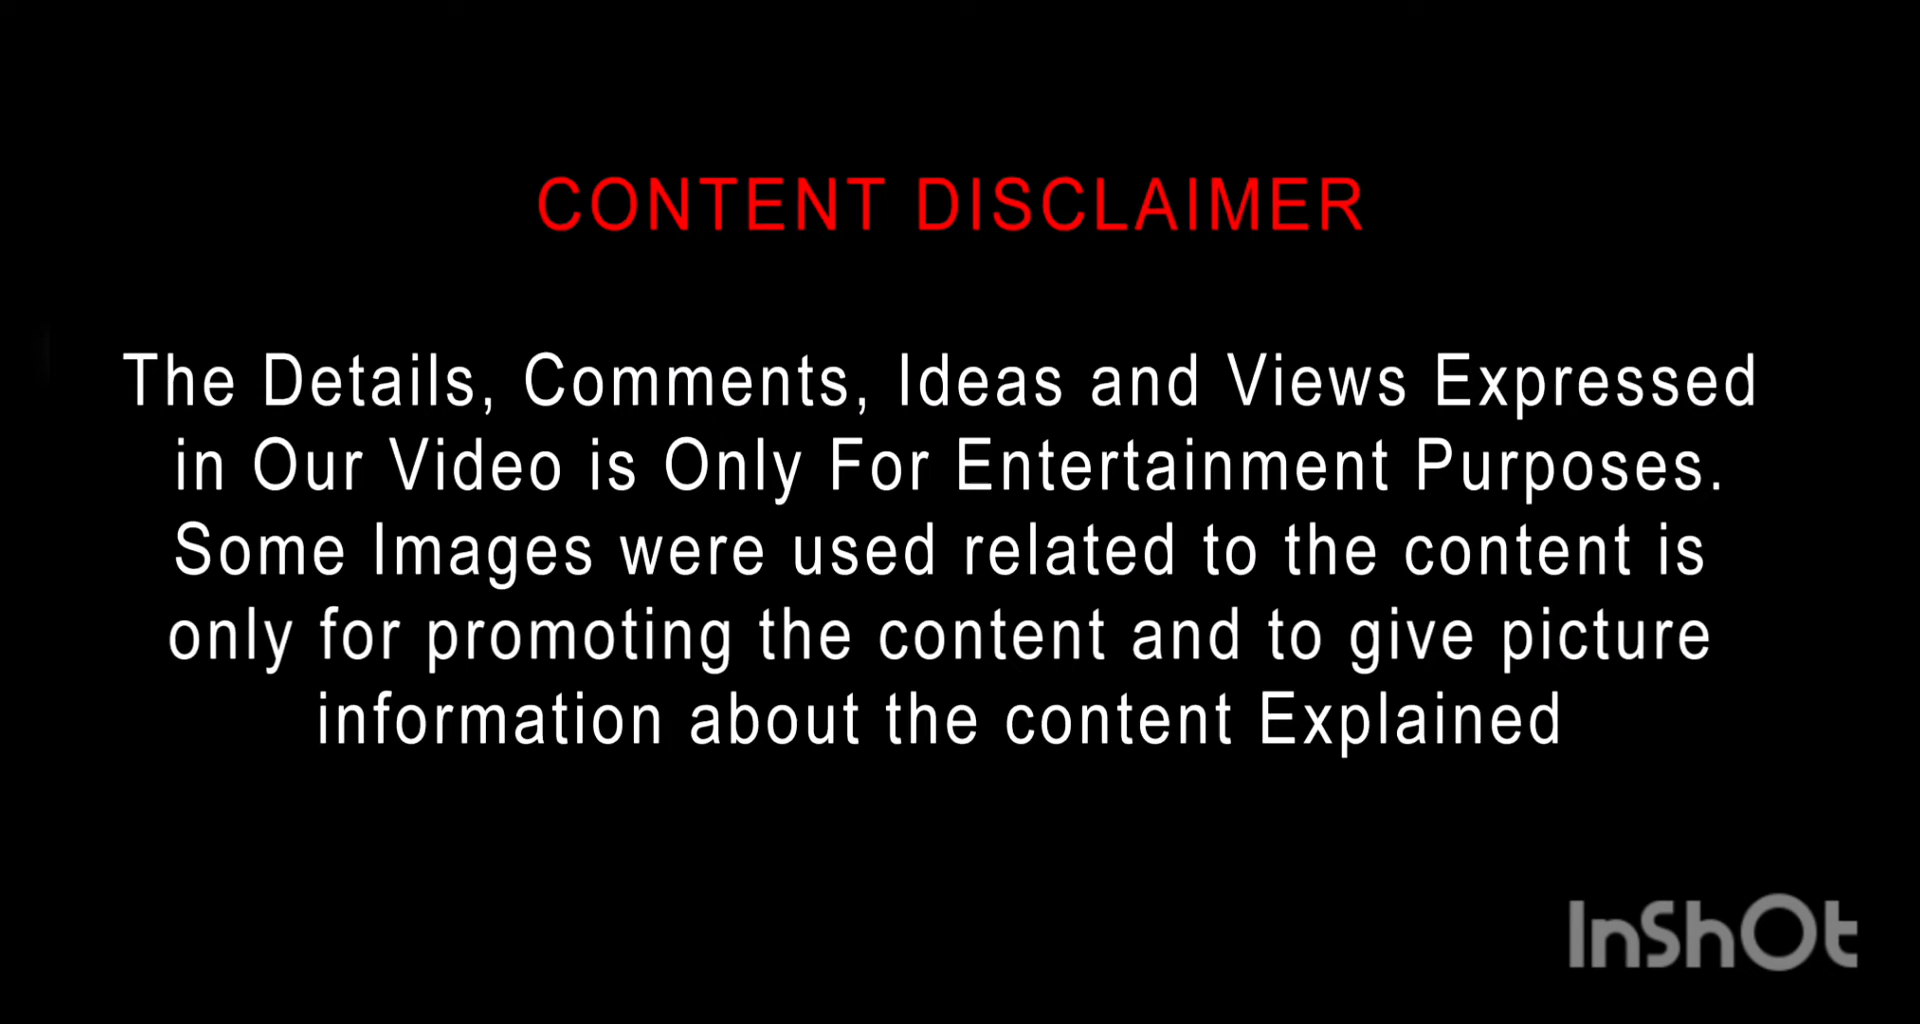 CONTENT DISCLAIMER
The Details, Comments, Ideas and Views Expressed
in Our Video is Only For Entertainment Purposes.
Some Images were used related to the content is
only for promoting the content and to give picture
information about the content Explained
InShOt